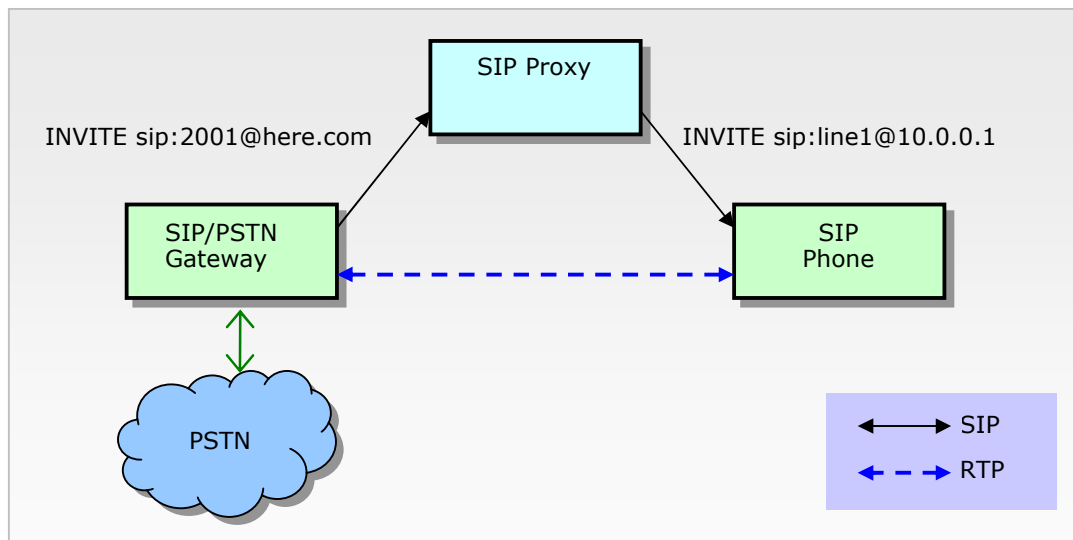 SIP Proxy
INVITE sip:2001@here.com
INVITE sip:line1@10.0.0.1
SIP/PSTN
Gateway
SIP
Phone
PSTN
SIP
RTP